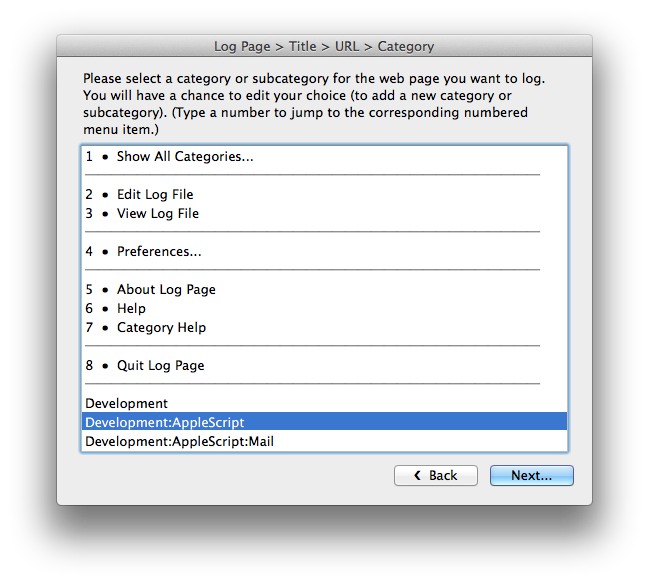 Log Page > Title > URL > Category
Please select a category or subcategory for the web page you want to log.
You will have a chance to edit your choice (to add a new category or
subcategory). (Type a number to jump to the corresponding numbered
menu item.)
1 • Show All Categories...
2 • Edit Log File
3 • View Log File
4 • Preferences...
5 • About Log Page
6 • Help
7 • Category Help
8 • Quit Log Page
Development
Development:AppleScript
Development:AppleScript:Mail
❮ Back
Next...